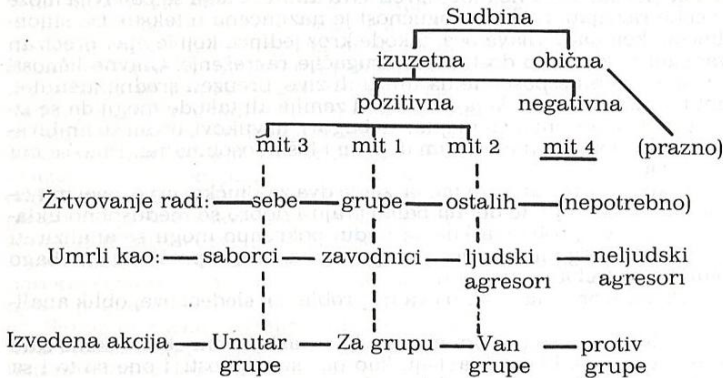 Sudbina
izuzetna obična
pozitivna negativna
mit 3 mit 1 mit 2 mit 4 (prazno)
Žrtvovanje radi: sebe grupe ostalih (nepotrebno)
Umrli kao: saborci zavodnici ljudski neljudski
agresori agresori
Izvedena akcija Unutar Za grupu Van protiv
grupe grupe grupe